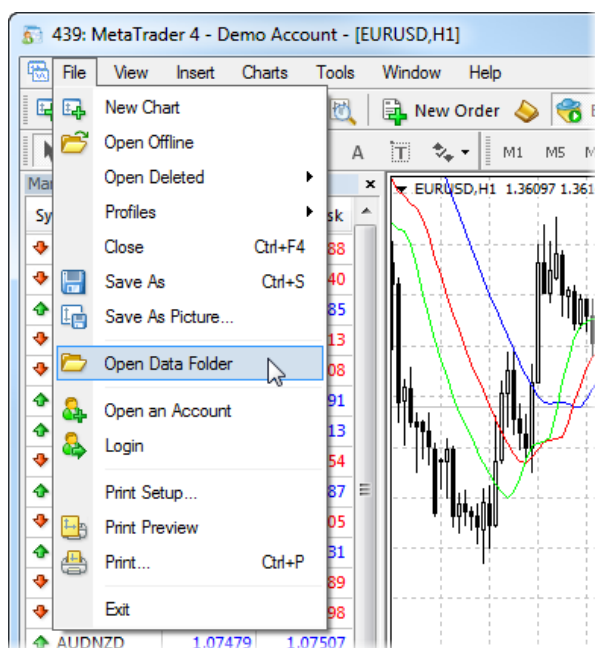 439: MetaTrader 4 - Demo Account - [EURUSD,H1]
File View Insert Charts Tools Window Help
New Chart
New Order
Open Offline
A T M1 M5
Open Deleted
EURUSD,H1 1.36097 1.361
Profiles
Sy sk
Close Ctrl+F4 88
Save As Ctrl+S 40
Save As Picture... 85
13
Open Data Folder 08
Open an Account 91
Login 13
54
Print Setup... 87
Print Preview 05
Print... Ctrl+P 31
89
Exit 98
AUDNZD 1.07479 1.07507